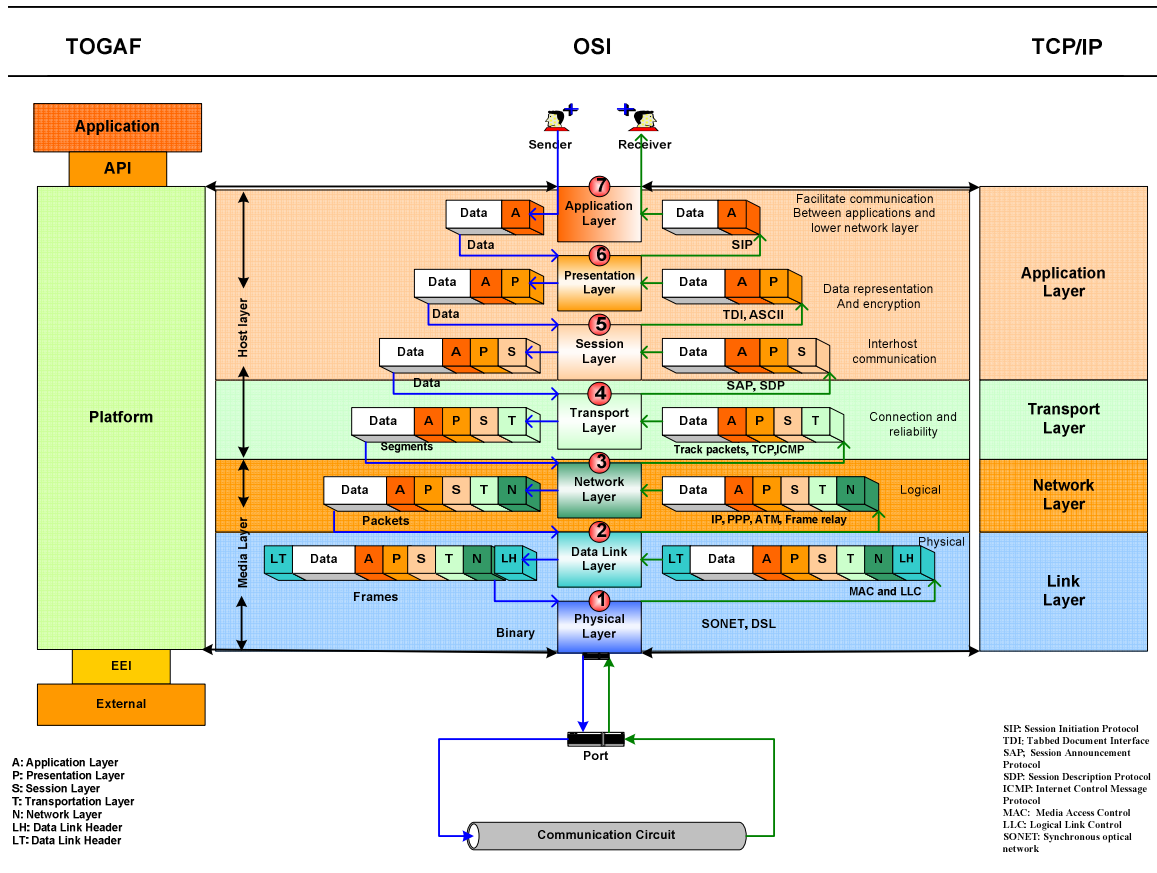 TOGAF
OSI
TCP/IP
Application
API
Platform
EEI
External
Sender
Receiver
Host layer
Media Layer
7
Application
Layer
Data A
Data
Data A
SIP
Facilitate communication
Between applications and
lower network layer
6
Presentation
Layer
Data A P
Data
Data A P
TDI, ASCII
Data representation
And encryption
5
Session
Layer
Data A P S
Data
Data A P S
SAP, SDP
Interhost
communication
4
Transport
Layer
Data A P S T
Segments
Data A P S T
Track packets, TCP,ICMP
Connection and
reliability
3
Network
Layer
Data A P S T N
Packets
Data A P S T N
IP, PPP, ATM, Frame relay
Logical
2
Data Link
Layer
LT Data A P S T N LH
Frames
LT Data A P S T N LH
MAC and LLC
Physical
1
Physical
Layer
Binary
SONET, DSL
Application
Layer
Transport
Layer
Network
Layer
Link
Layer
Port
Communication Circuit
A: Application Layer
P: Presentation Layer
S: Session Layer
T: Transportation Layer
N: Network Layer
LH: Data Link Header
LT: Data Link Header
SIP: Session Initiation Protocol
TDI; Tabbed Document Interface
SAP; Session Announcement
Protocol
SDP: Session Description Protocol
ICMP: Internet Control Message
Protocol
MAC: Media Access Control
LLC: Logical Link Control
SONET: Synchronous optical
network